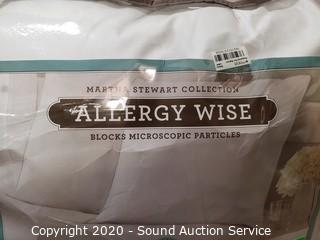 MARTHA STEWART COLLECTION
ALLERGY WISE
BLOCKS MICROSCOPIC PARTICLES
Copyright 2020 - Sound Auction Service